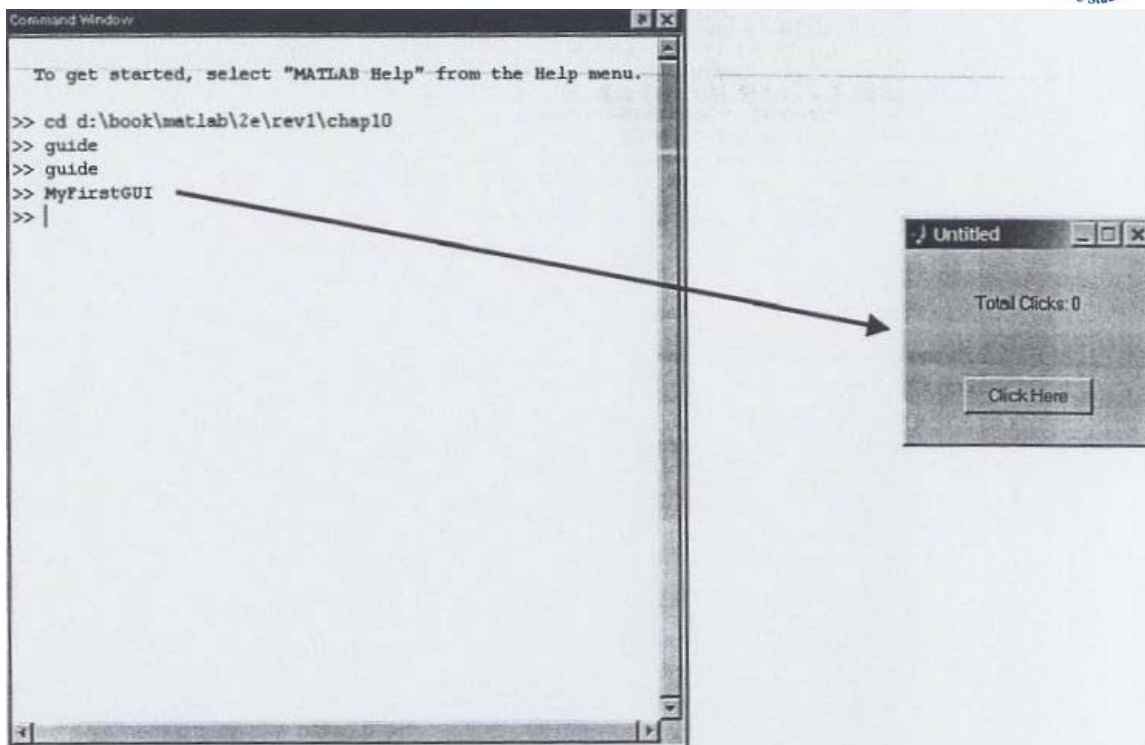 Command Window
To get started, select "MATLAB Help" from the Help menu.
>> cd d:\book\matlab\2e\rev1\chap10
>> guide
>> guide
>> MyFirstGUI
>>
Untitled
Total Clicks: 0
Click Here